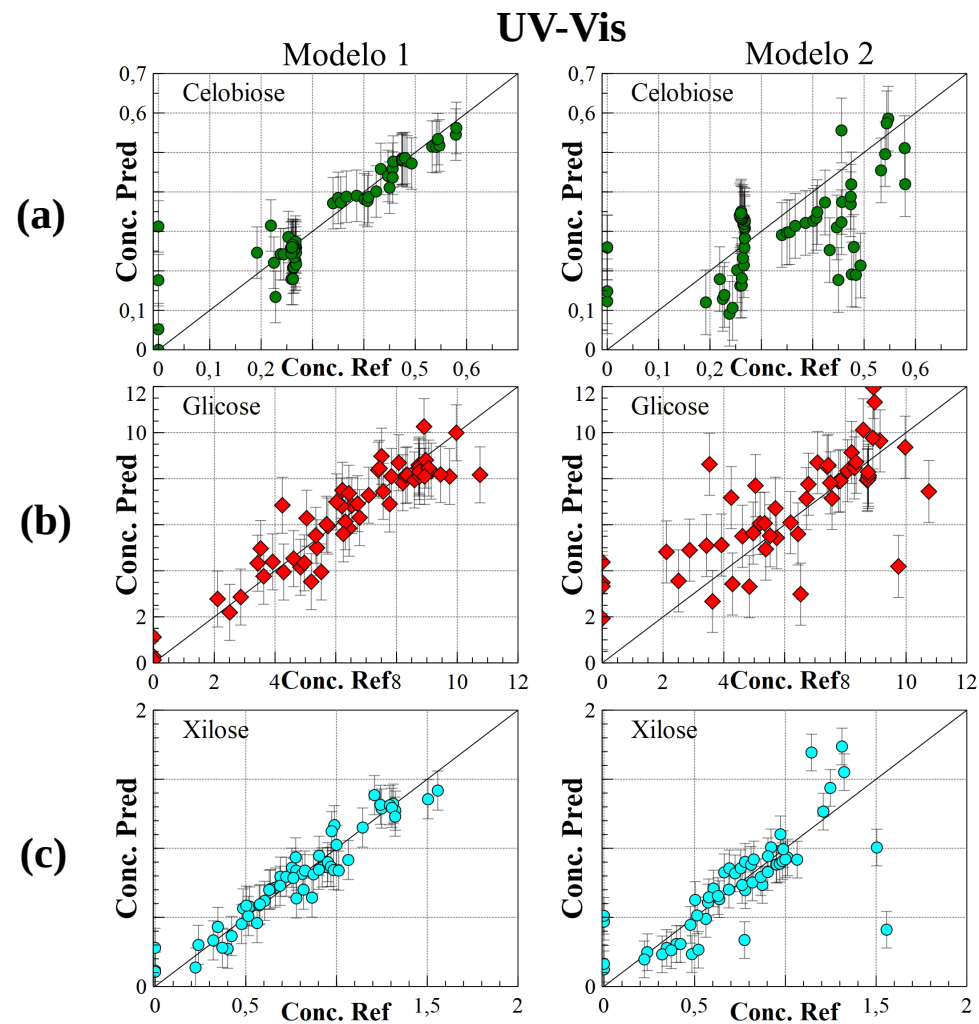 UV-Vis
Modelo 1
Modelo 2
(a)
Conc. Pred
0,7
0,6
0,1
0
Celobiose
0 0,1 0,2 Conc. Ref 0,5 0,6
Conc. Pred
0,7
0,6
0,1
0
Celobiose
0 0,1 0,2 Conc. Ref 0,5 0,6
(b)
Conc. Pred
12
10
2
0
Glicose
0 2 4 Conc. Ref 8 10 12
Conc. Pred
12
10
2
0
Glicose
0 2 4 Conc. Ref 8 10 12
(c)
Conc. Pred
2
0
Xilose
0,5 Conc. Ref 1,5 2
Conc. Pred
2
0
Xilose
0,5 Conc. Ref 1,5 2